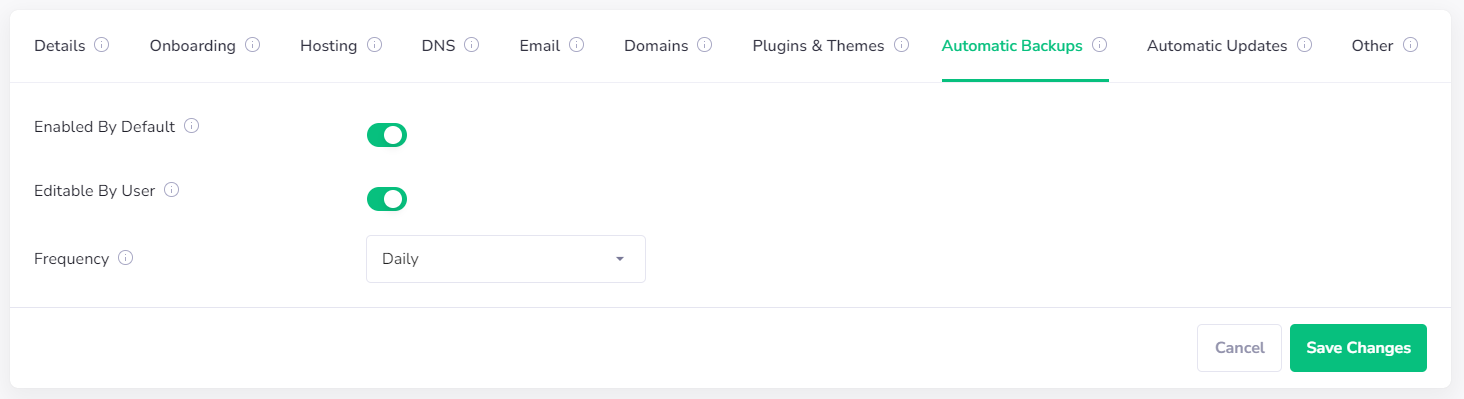 Details Onboarding Hosting DNS Email Domains Plugins & Themes Automatic Backups Automatic Updates Other
Enabled By Default
Editable By User
Frequency Daily
Cancel Save Changes